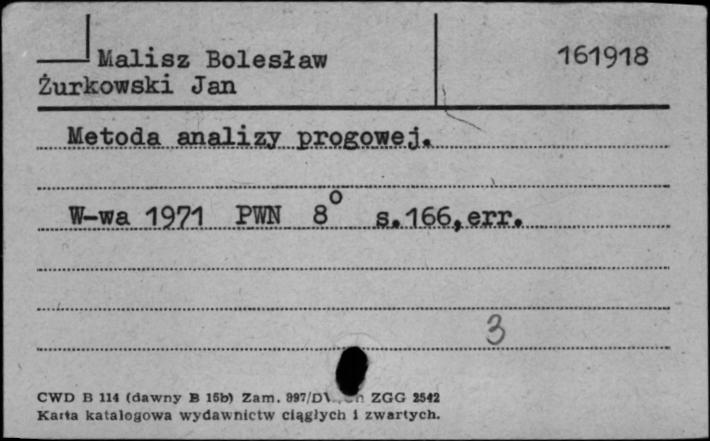 Malisz Bolesław 161918
Żurkowski Jan
Metoda analizy progowej.
W-wa 1971 PWN 8° s.166,err.
3
CWD B 114 (dawny B 15b) Zam. 897/D ZGG 2542
Karta katalogowa wydawnictw ciągłych i zwartych.